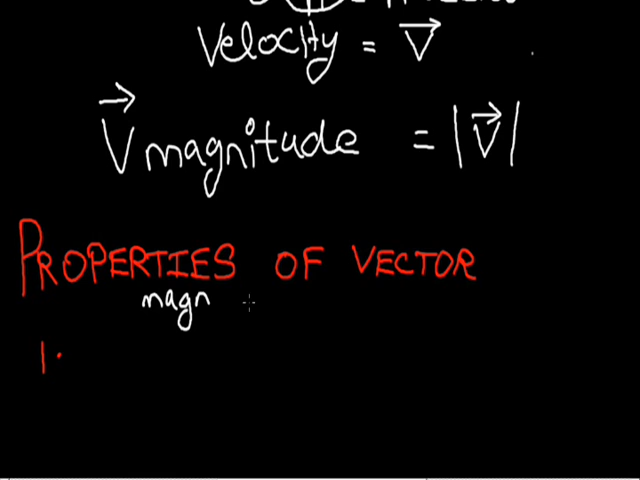 Velocity = V⃗
V⃗ magnitude = |V⃗|
PROPERTIES OF VECTOR
magn
1.